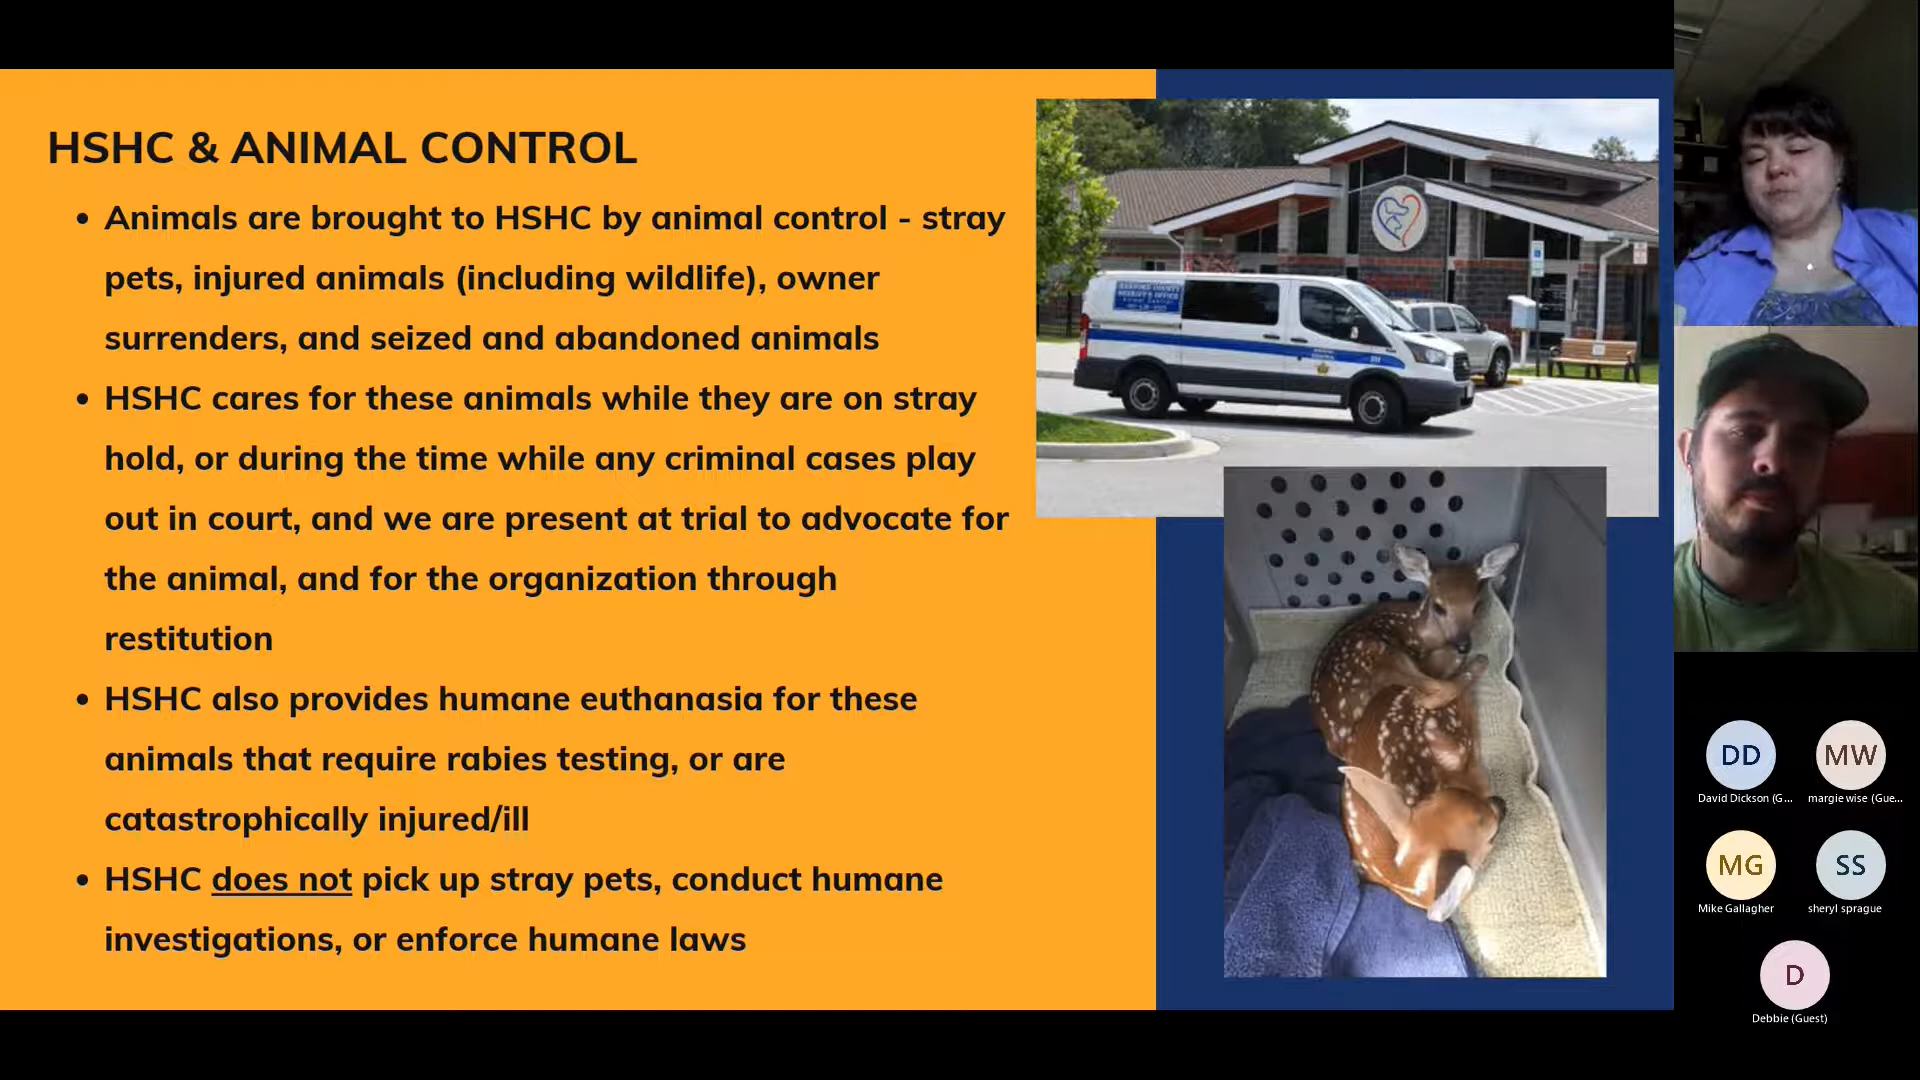 HSHC & ANIMAL CONTROL
• Animals are brought to HSHC by animal control - stray
pets, injured animals (including wildlife), owner
surrenders, and seized and abandoned animals
• HSHC cares for these animals while they are on stray
hold, or during the time while any criminal cases play
out in court, and we are present at trial to advocate for
the animal, and for the organization through
restitution
• HSHC also provides humane euthanasia for these
animals that require rabies testing, or are
catastrophically injured/ill
• HSHC does not pick up stray pets, conduct humane
investigations, or enforce humane laws
HARFORD COUNTY
SHERIFF'S OFFICE
DD
David Dickson (G...
MW
margie wise (Gue...
MG
Mike Gallagher
SS
sheryl sprague
D
Debbie (Guest)